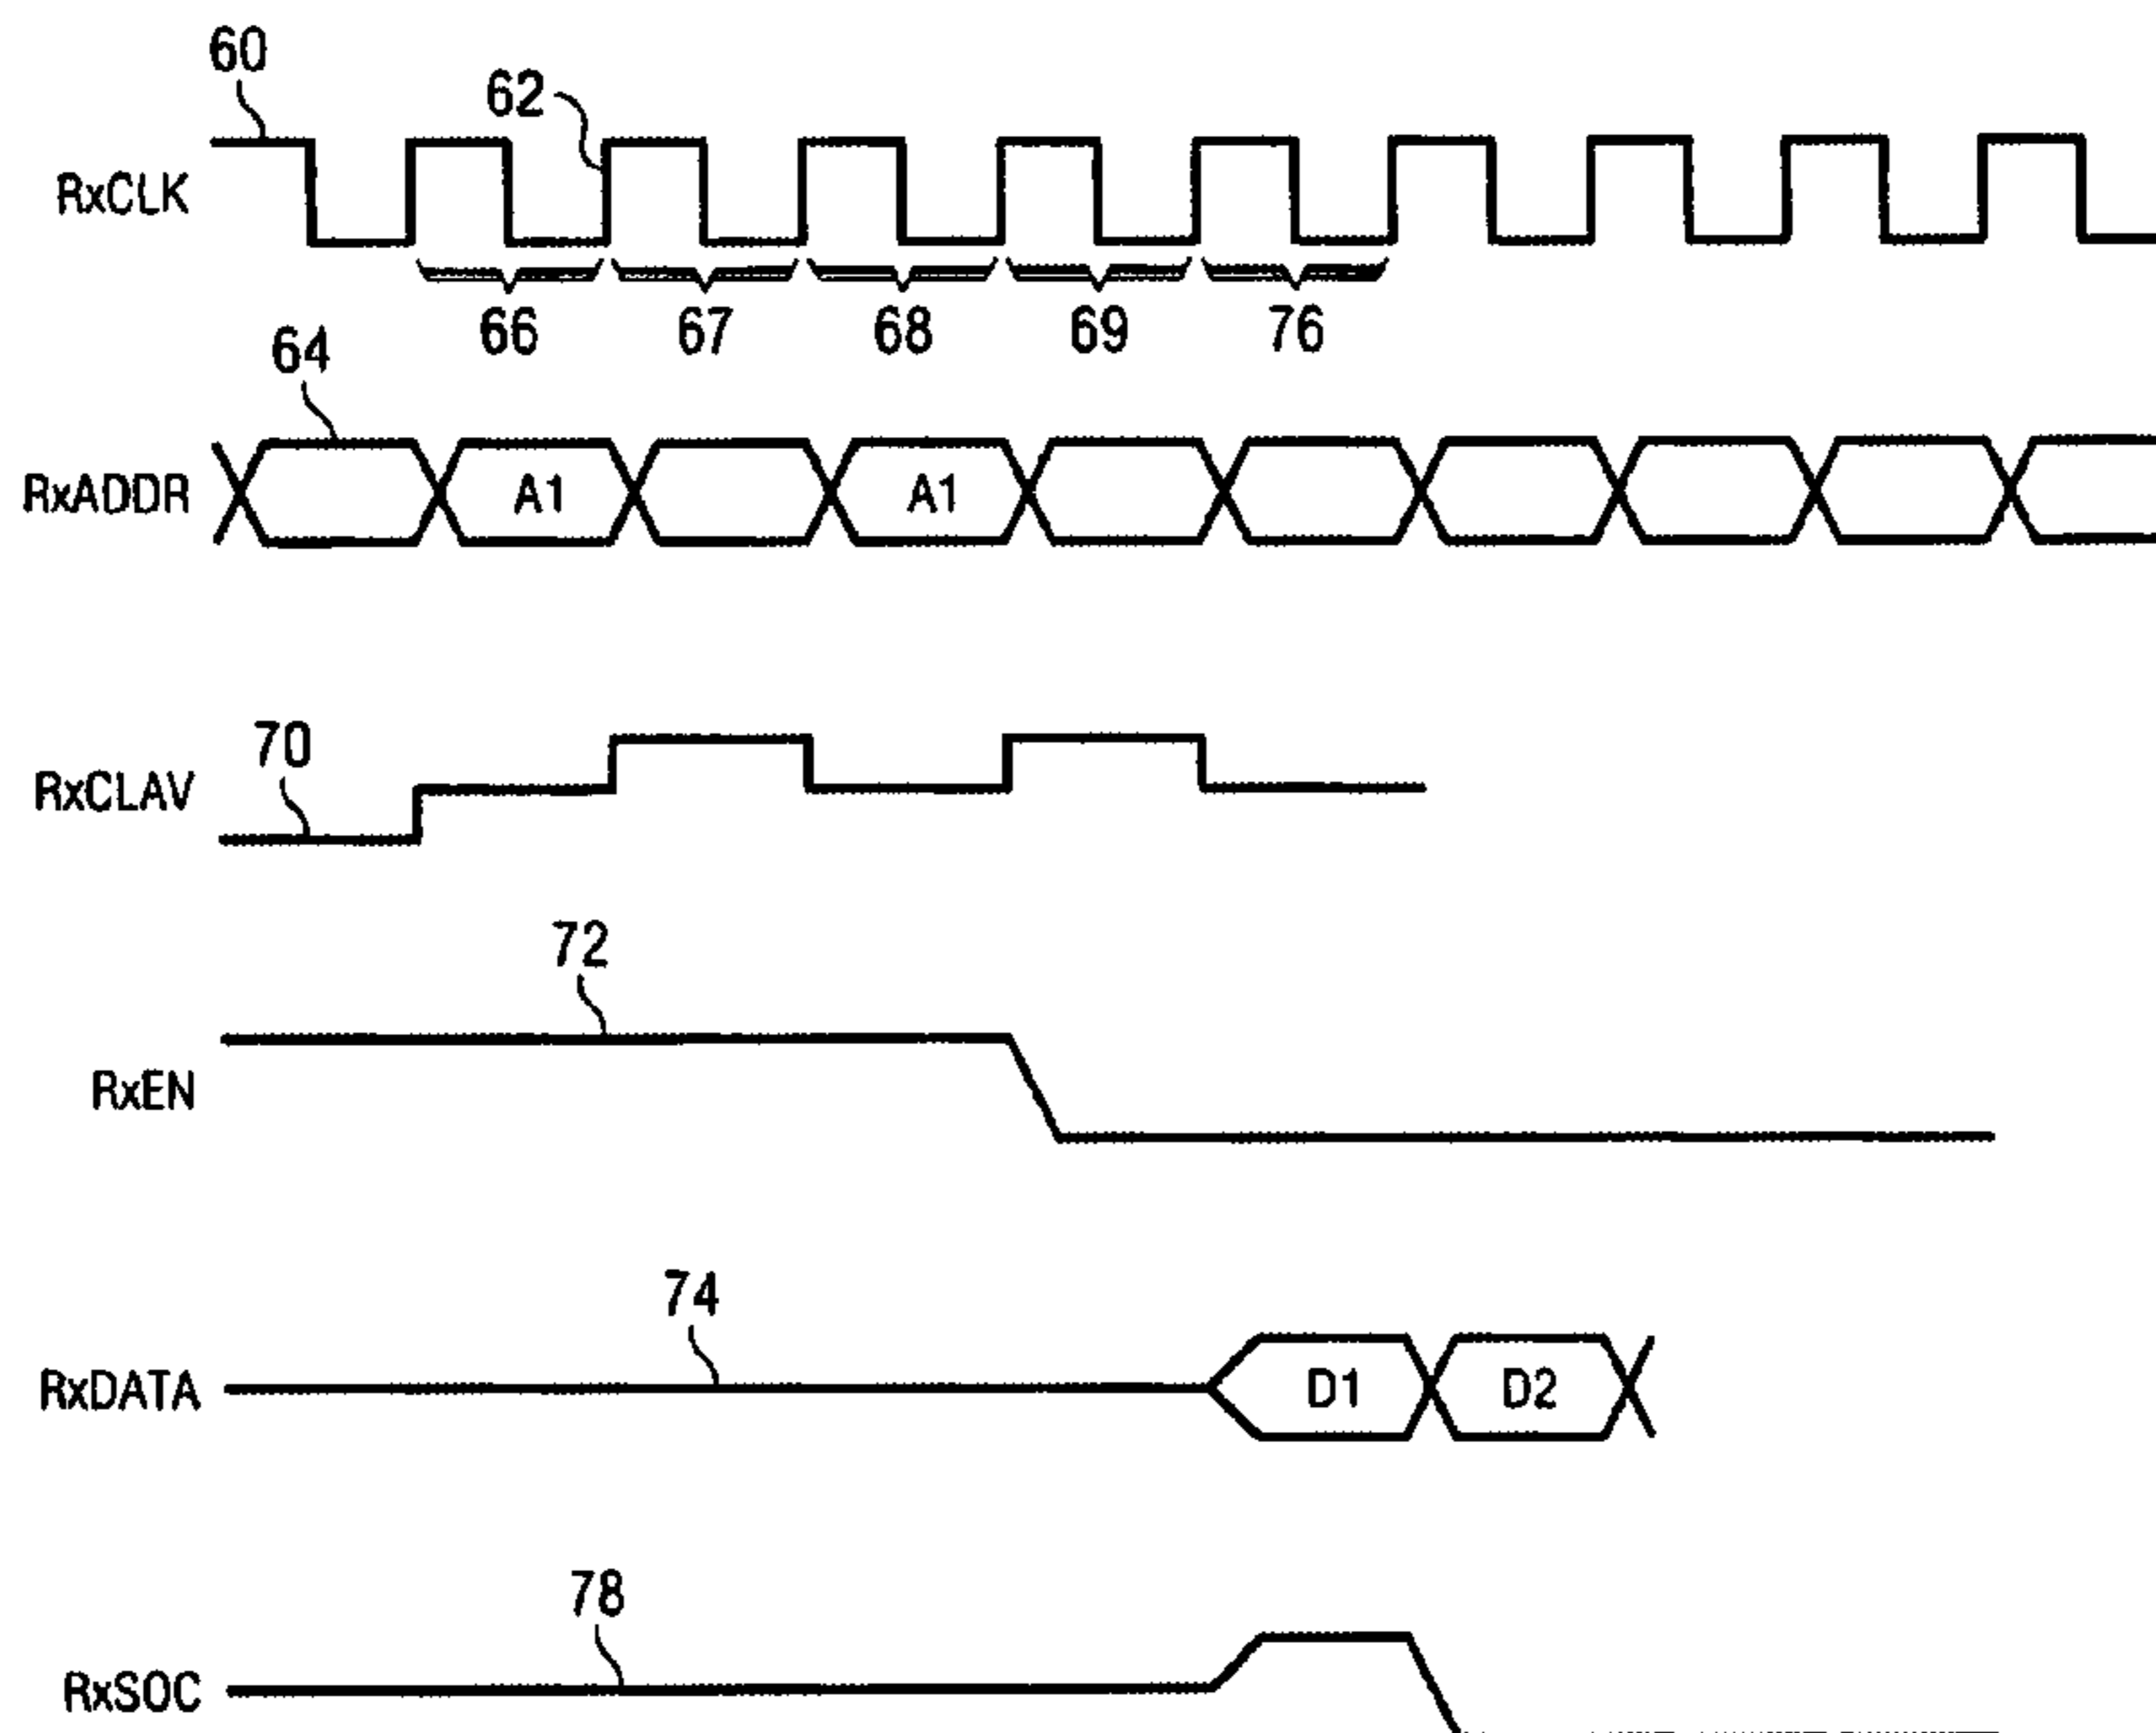 60
62
RxCLK
66 67 68 69 76
64
RxADDR A1 A1
70
RxCLAV
72
RxEN
74
RxDATA D1 D2
78
RxSOC